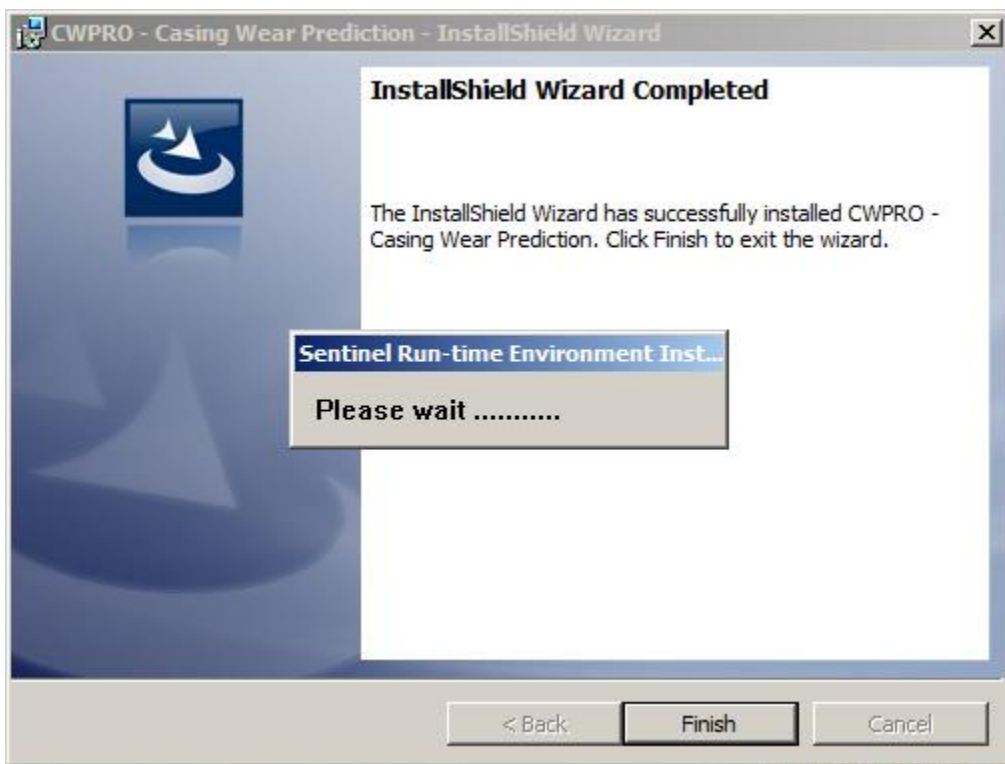 CWPRO - Casing Wear Prediction - InstallShield Wizard
InstallShield Wizard Completed
The InstallShield Wizard has successfully installed CWPRO -
Casing Wear Prediction. Click Finish to exit the wizard.
Sentinel Run-time Environment Inst...
Please wait ...........
< Back
Finish
Cancel